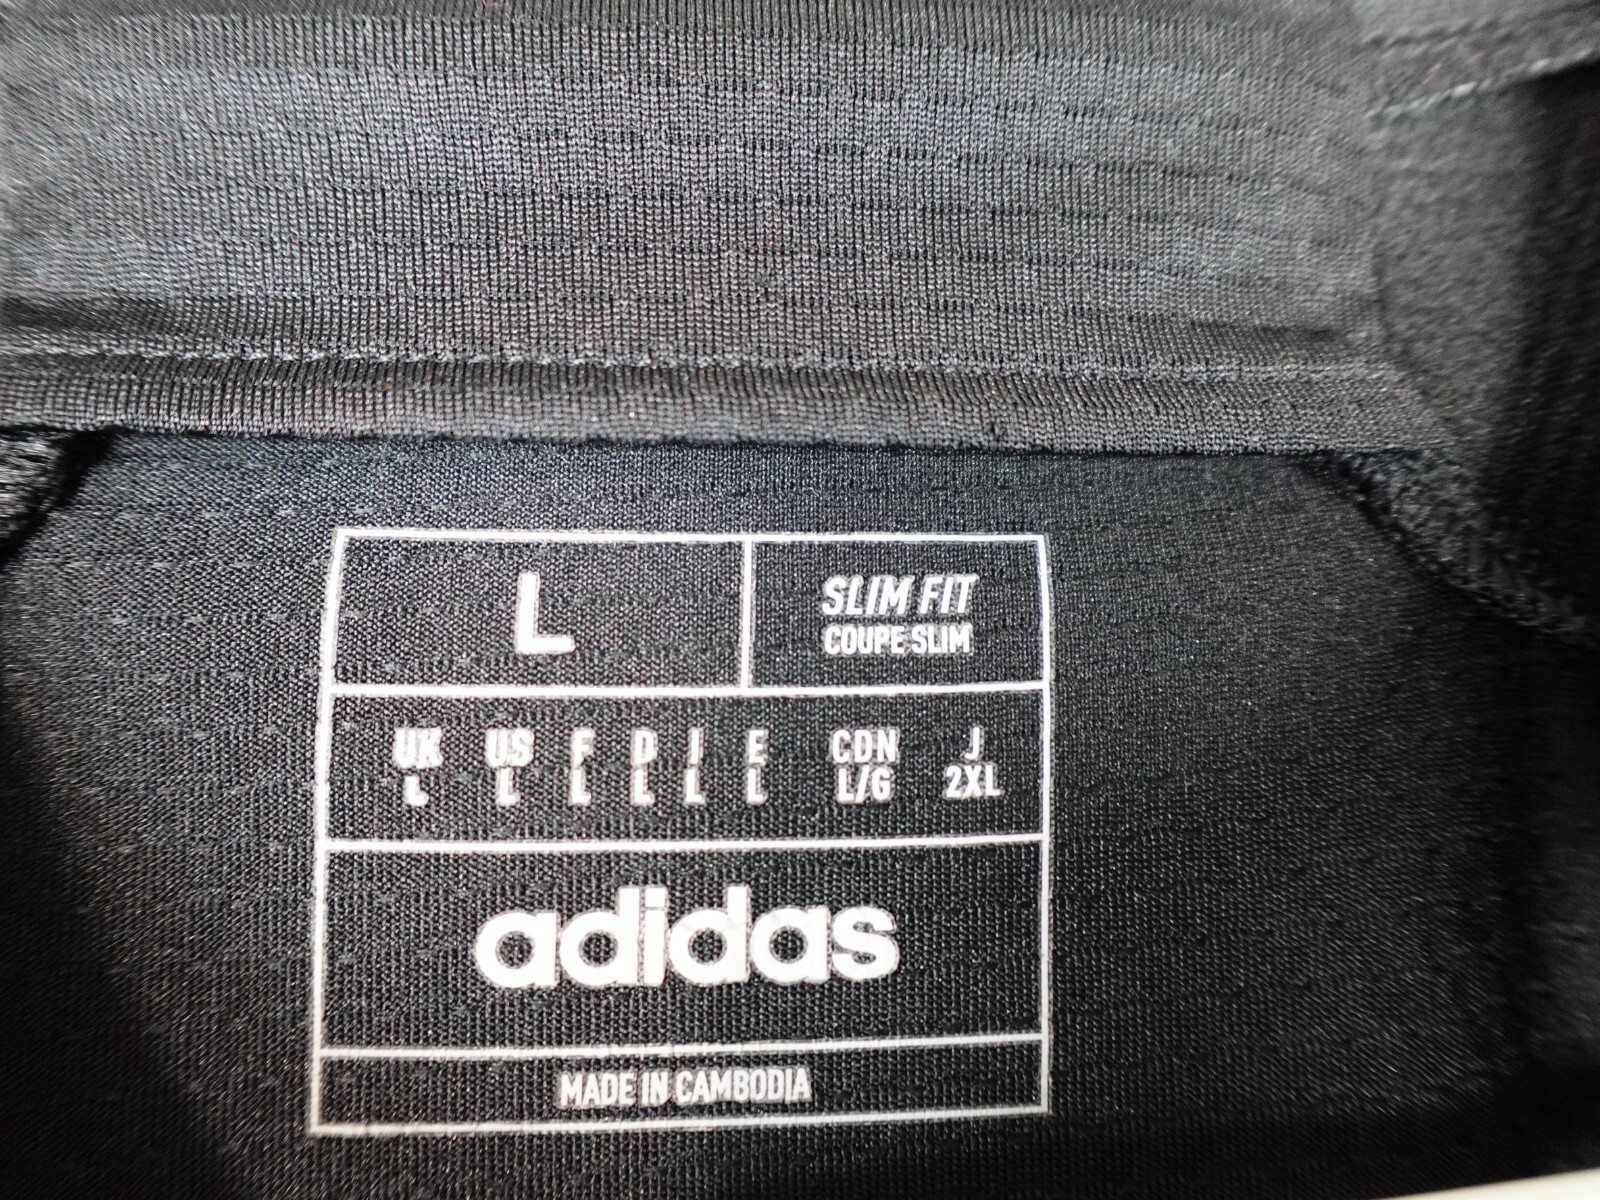 L
SLIM FIT
COUPE SLIM
UK US F D I E CDN J
L L L L L L L/G 2XL
adidas
MADE IN CAMBODIA